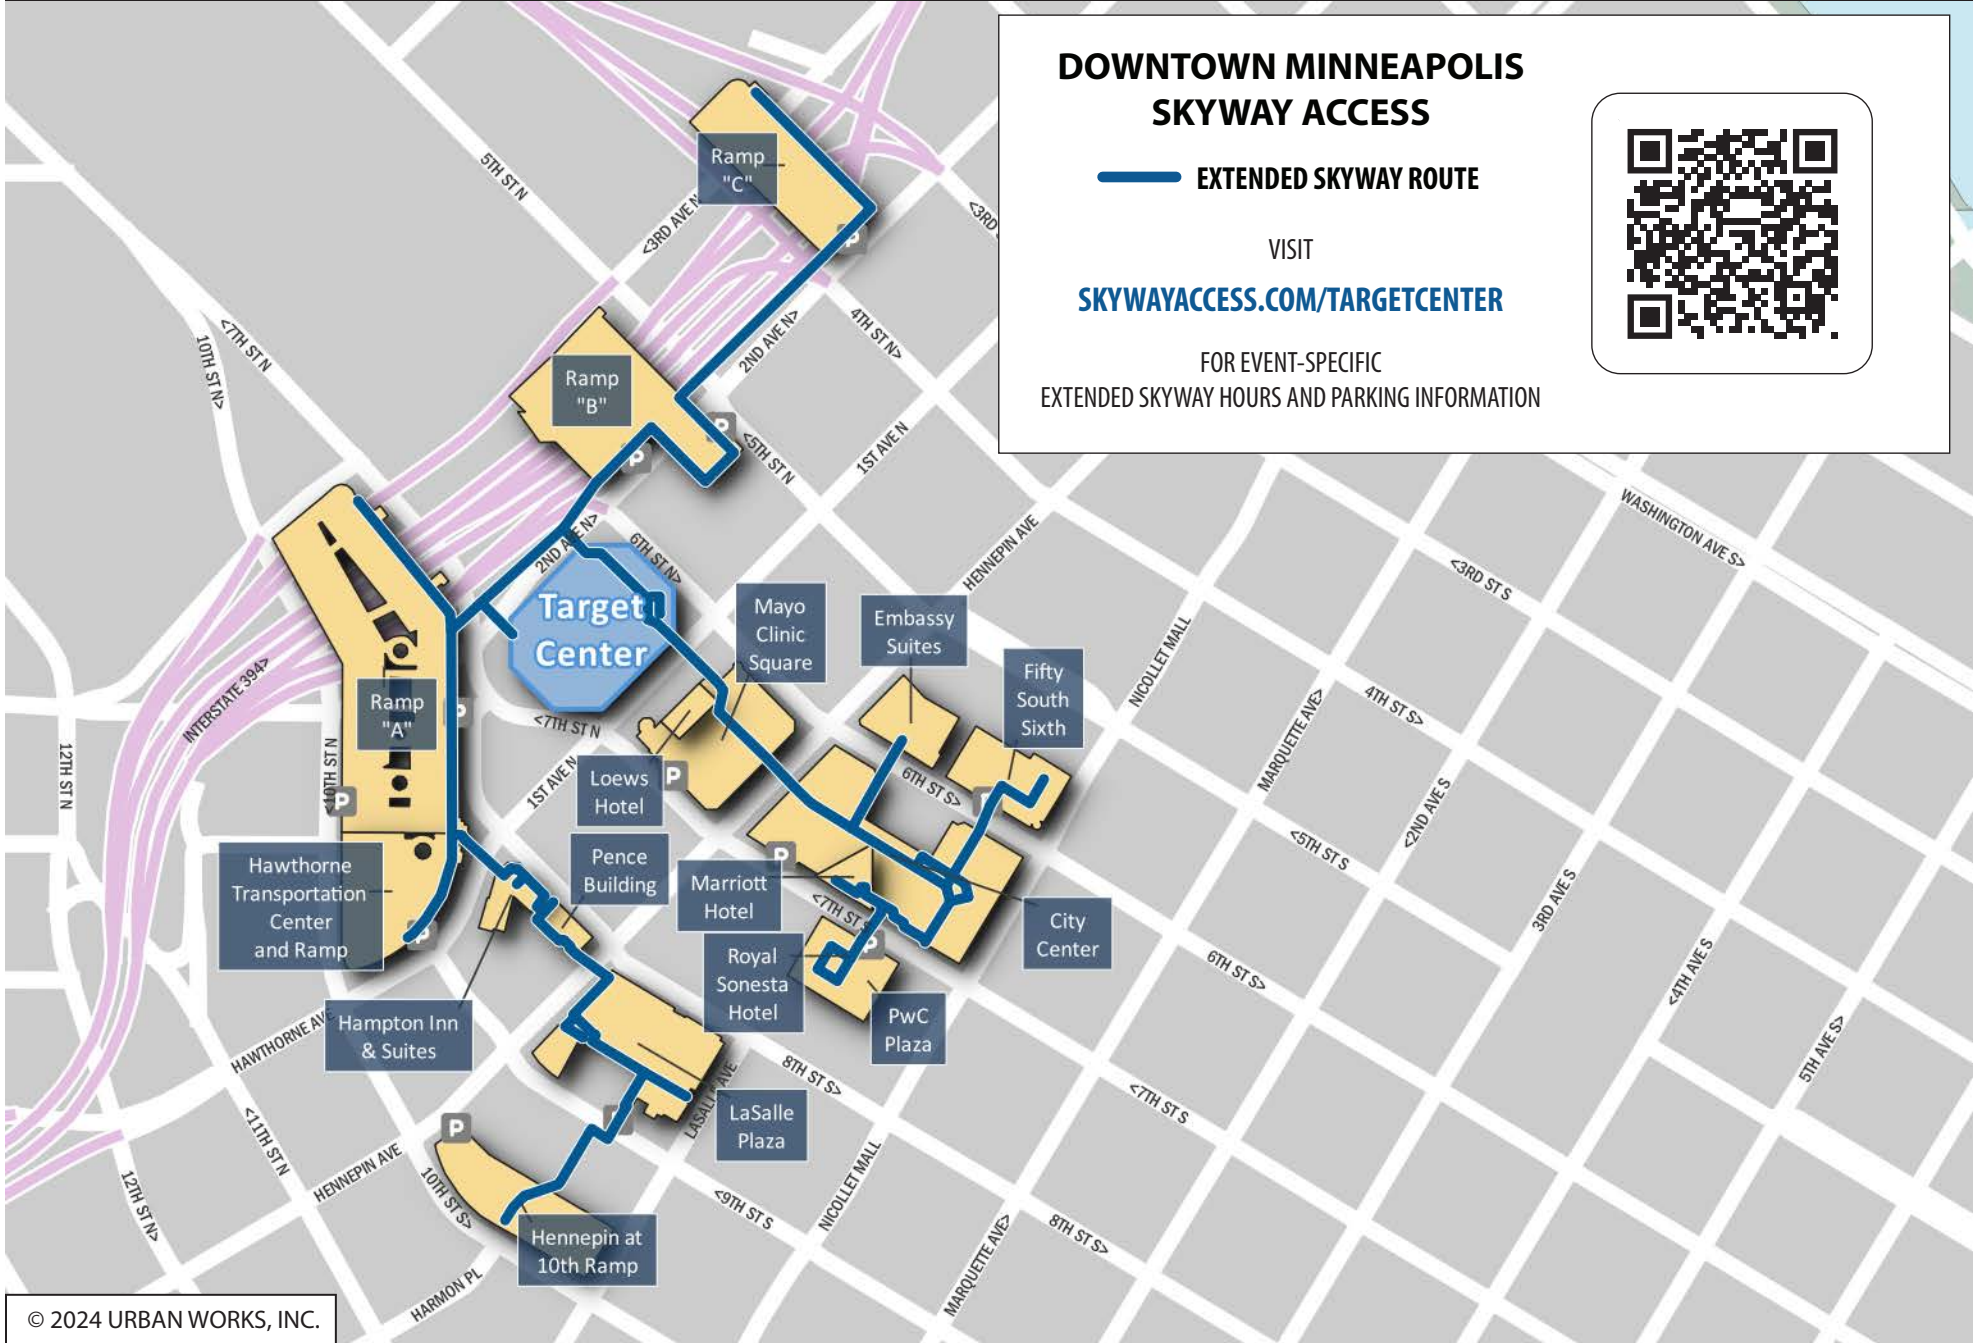 DOWNTOWN MINNEAPOLIS
SKYWAY ACCESS
EXTENDED SKYWAY ROUTE
VISIT
SKYWAYACCESS.COM/TARGETCENTER
FOR EVENT-SPECIFIC
EXTENDED SKYWAY HOURS AND PARKING INFORMATION
Ramp
"C"
P
5TH ST N
<3RD AVE N
<3RD
4TH ST N>
2ND AVE N>
<7TH ST N
10TH ST N>
Ramp
"B"
P
P
<5TH ST N
1ST AVE N
WASHINGTON AVE S>
2ND AVE N>
6TH ST N>
HENNEPIN AVE
<3RD ST S
Target
Center
Mayo
Clinic
Square
Embassy
Suites
Fifty
South
Sixth
NICOLLET MALL
INTERSTATE 394>
Ramp
"A"
P
<7TH ST N
4TH ST S>
MARQUETTE AVE>
12TH ST N
<10TH ST N
P
1ST AVE N
Loews
Hotel
P
6TH ST S>
<2ND AVE S
<5TH ST S
Hawthorne
Transportation
Center
and Ramp
P
Pence
Building
P
Marriott
Hotel
<7TH ST S
P
City
Center
3RD AVE S
Royal
Sonesta
Hotel
PwC
Plaza
6TH ST S>
<4TH AVE S
HAWTHORNE AVE
Hampton Inn
& Suites
5TH AVE S>
8TH ST S>
<7TH ST S
LASALLE AVE
LaSalle
Plaza
<11TH ST N
P
HENNEPIN AVE
10TH ST S>
12TH ST N>
<9TH ST S
NICOLLET MALL
8TH ST S>
MARQUETTE AVE>
Hennepin at
10th Ramp
HARMON PL
© 2024 URBAN WORKS, INC.